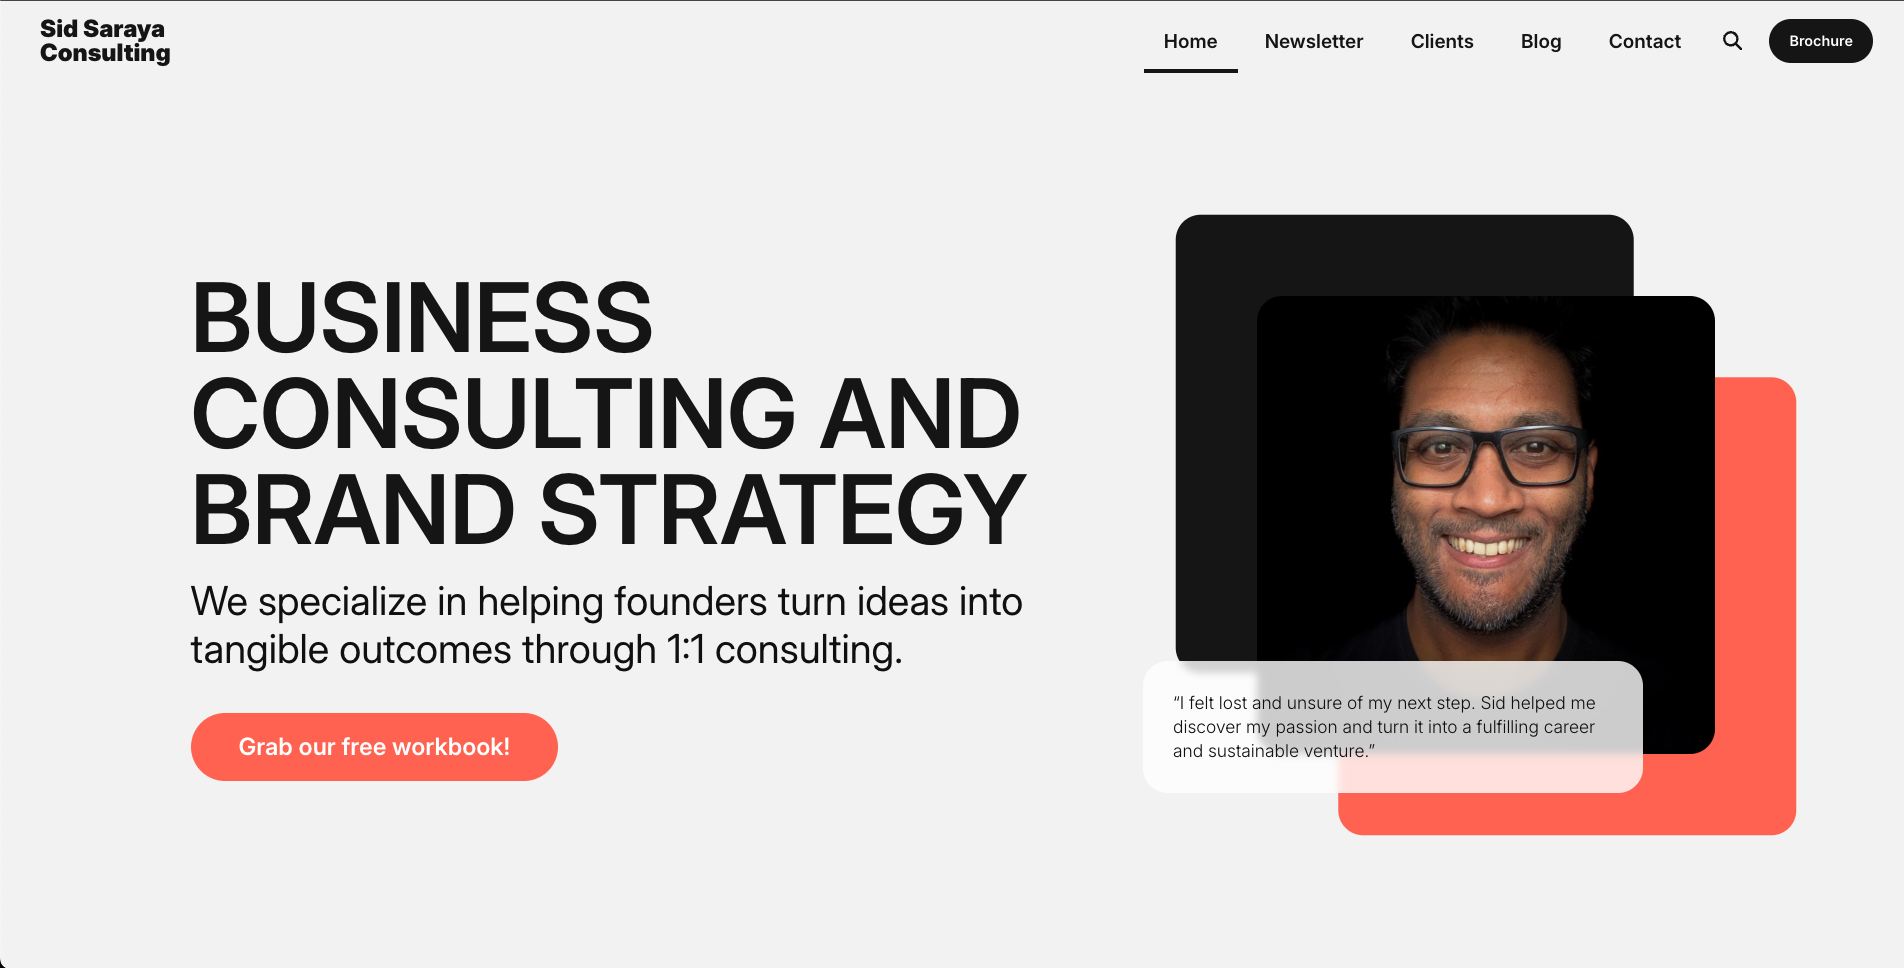 Sid Saraya
Consulting
Home
Newsletter
Clients
Blog
Contact
Brochure
BUSINESS
CONSULTING AND
BRAND STRATEGY
We specialize in helping founders turn ideas into
tangible outcomes through 1:1 consulting.
Grab our free workbook!
“I felt lost and unsure of my next step. Sid helped me
discover my passion and turn it into a fulfilling career
and sustainable venture.”